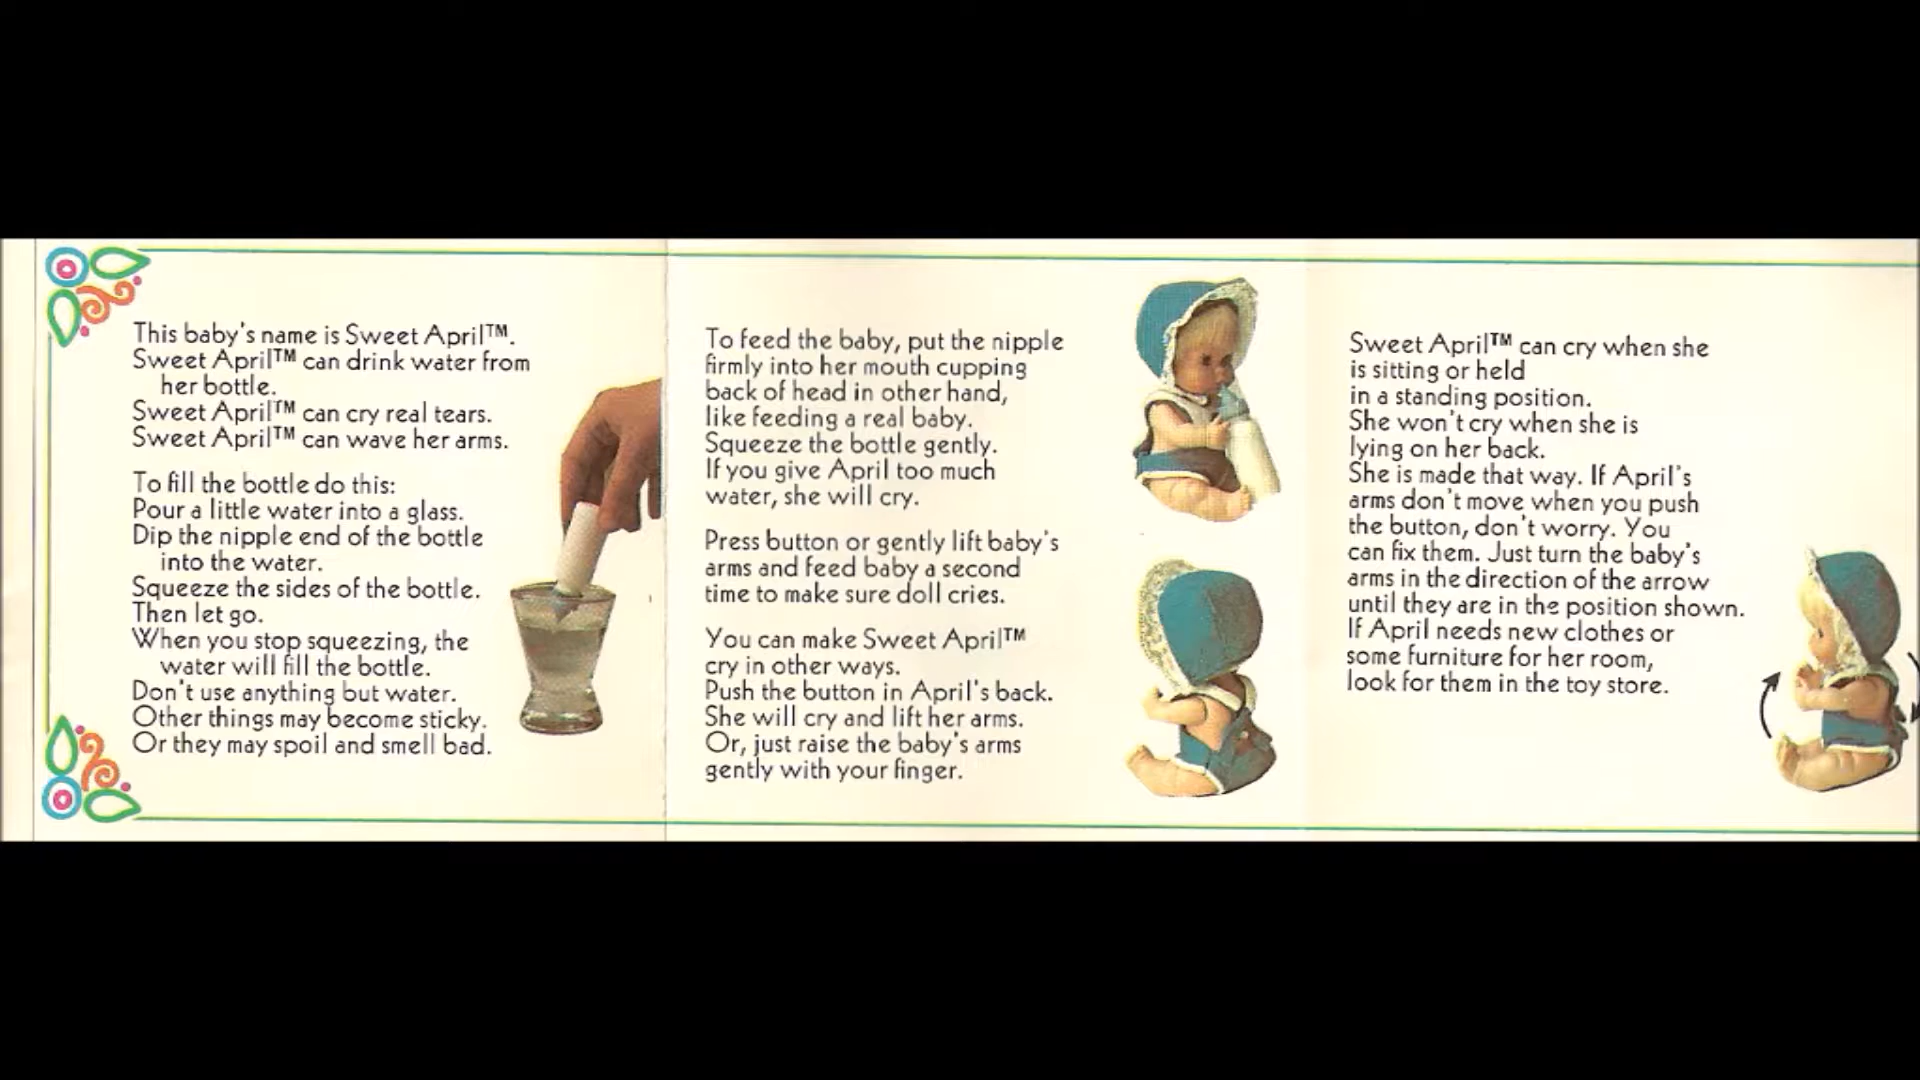 This baby's name is Sweet April™.
Sweet April™ can drink water from
her bottle.
Sweet April™ can cry real tears.
Sweet April™ can wave her arms.
To fill the bottle do this:
Pour a little water into a glass.
Dip the nipple end of the bottle
into the water.
Squeeze the sides of the bottle.
Then let go.
When you stop squeezing, the
water will fill the bottle.
Don't use anything but water.
Other things may become sticky.
Or they may spoil and smell bad.
To feed the baby, put the nipple
firmly into her mouth cupping
back of head in other hand,
like feeding a real baby.
Squeeze the bottle gently.
If you give April too much
water, she will cry.
Press button or gently lift baby's
arms and feed baby a second
time to make sure doll cries.
You can make Sweet April™
cry in other ways.
Push the button in April's back.
She will cry and lift her arms.
Or, just raise the baby's arms
gently with your finger.
Sweet April™ can cry when she
is sitting or held
in a standing position.
She won't cry when she is
lying on her back.
She is made that way. If April's
arms don't move when you push
the button, don't worry. You
can fix them. Just turn the baby's
arms in the direction of the arrow
until they are in the position shown.
If April needs new clothes or
some furniture for her room,
look for them in the toy store.